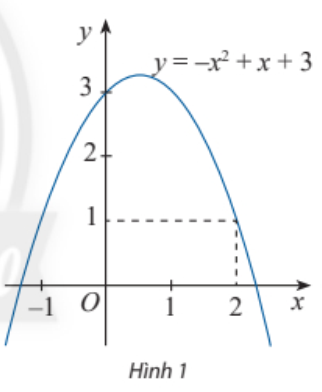 y
y = –x² + x + 3
3
2
1
–1 O 1 2 x
Hình 1